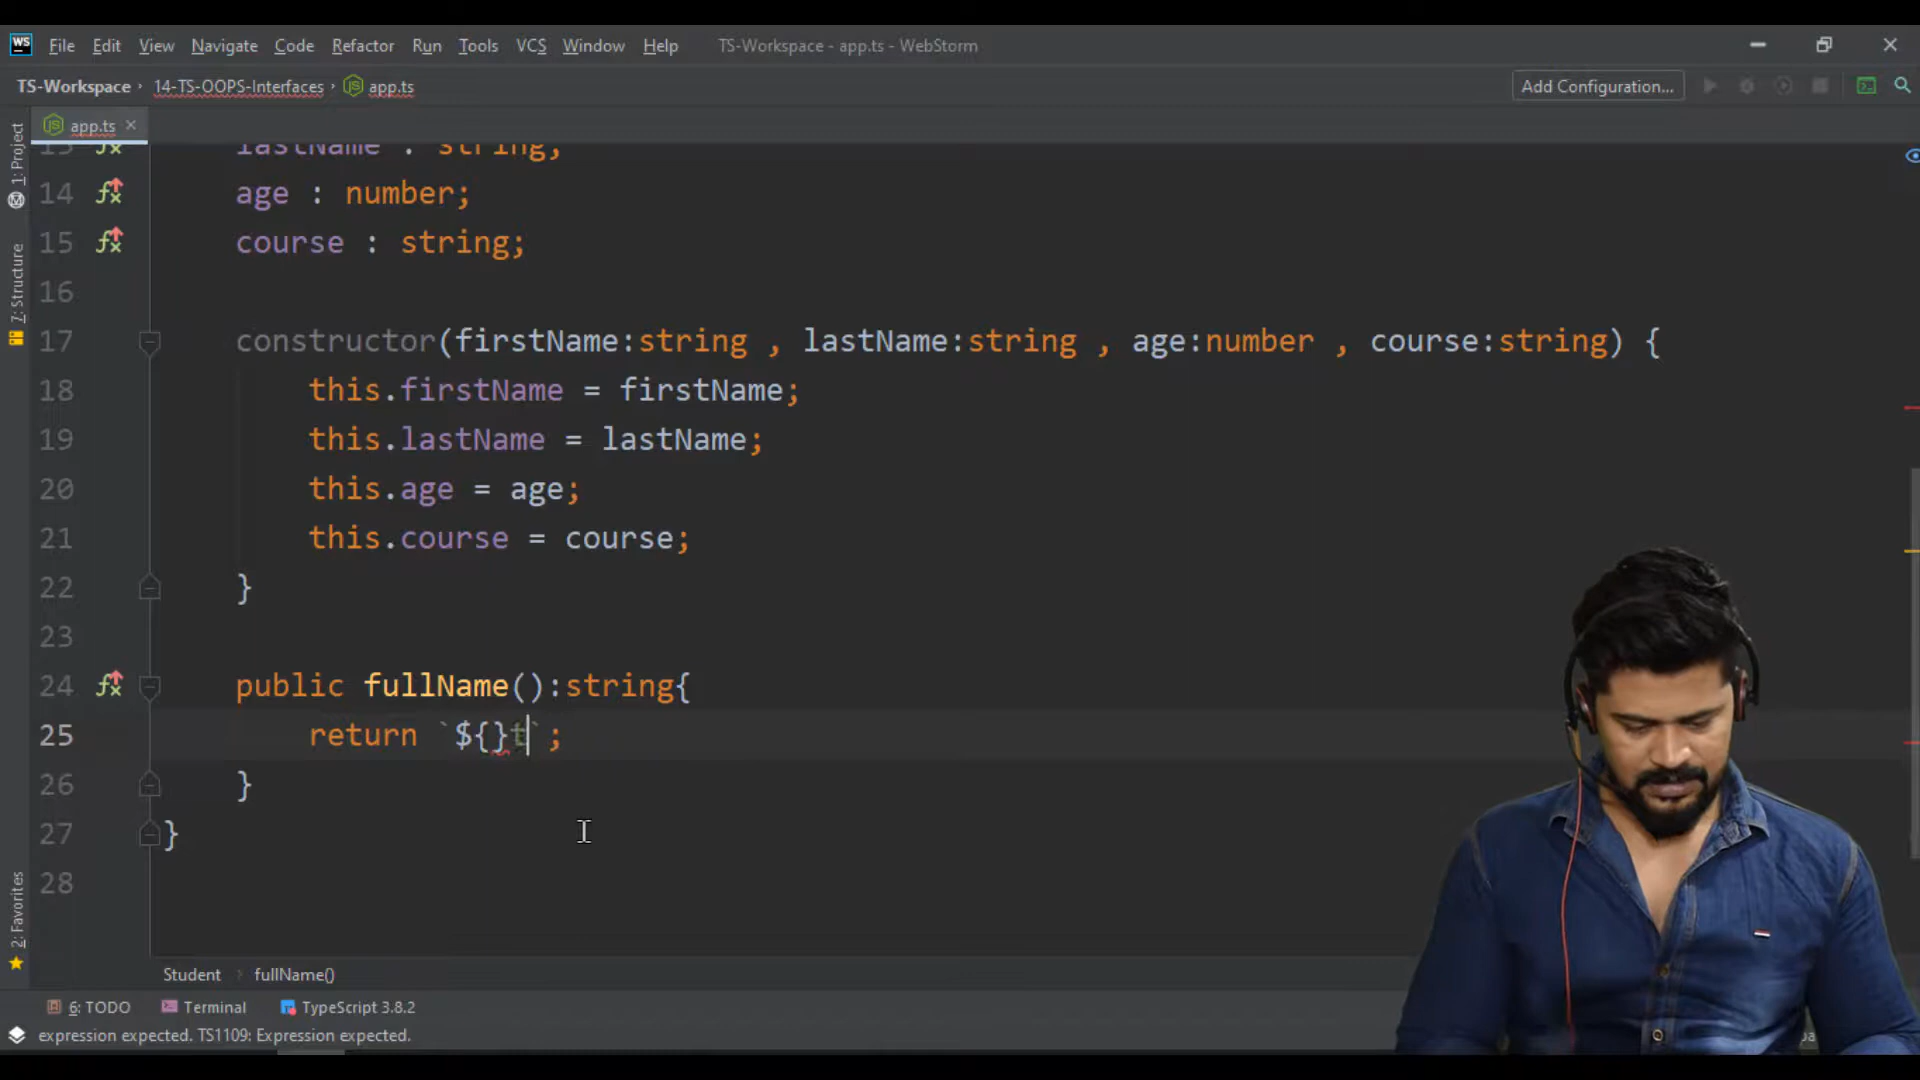 WS File Edit View Navigate Code Refactor Run Tools VCS Window Help TS-Workspace - app.ts - WebStorm
TS-Workspace › 14-TS-OOPS-Interfaces › app.ts Add Configuration...
app.ts
1: Project
7: Structure
2: Favorites
13 lastName : string;
14 age : number;
15 course : string;
16
17 constructor(firstName:string , lastName:string , age:number , course:string) {
18 this.firstName = firstName;
19 this.lastName = lastName;
20 this.age = age;
21 this.course = course;
22 }
23
24 public fullName():string{
25 return `${}t`;
26 }
27 }
28
Student › fullName()
6: TODO Terminal TypeScript 3.8.2
expression expected. TS1109: Expression expected.